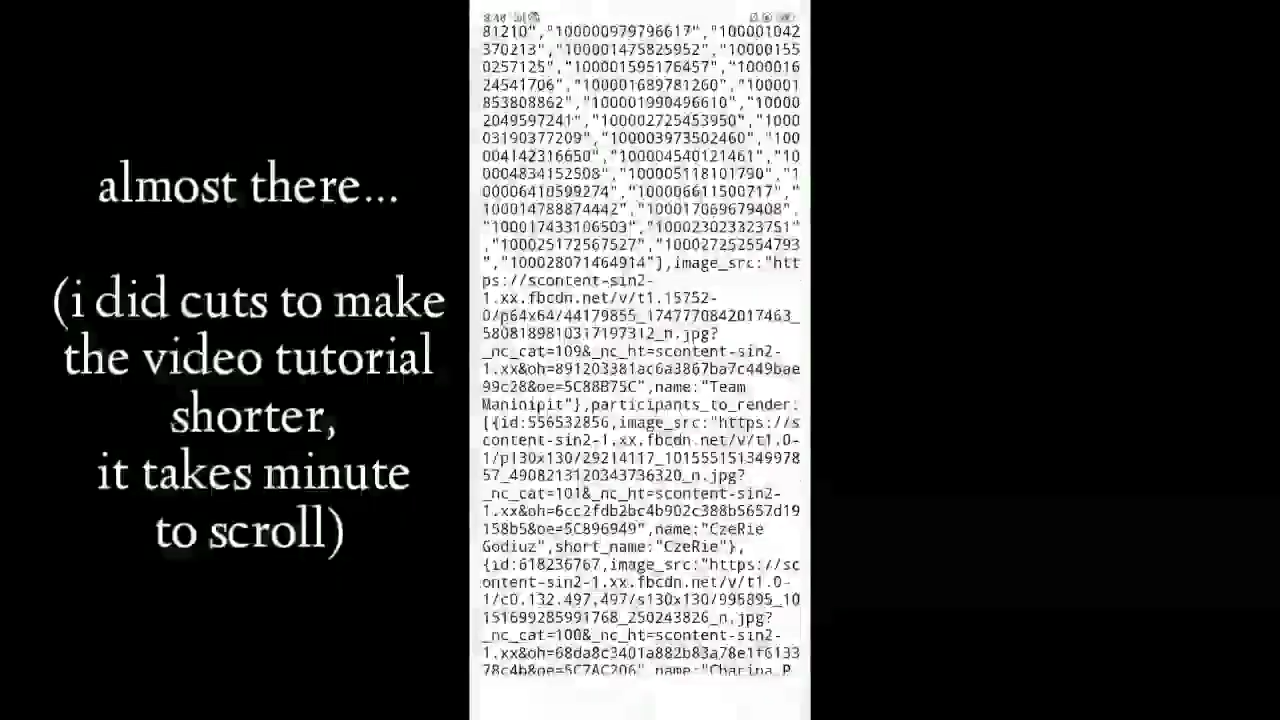 almost there...
(i did cuts to make
the video tutorial
shorter,
it takes minute
to scroll)
8:48
81210","100000979796617","100001042
370213","100001475825952","10000155
0257125","100001595176457","1000016
24541706","100001689781260","100001
853808862","100001990496610","10000
2049597241","100002725453950","1000
03190377209","100003973502460","100
004142316650","100004540121461","10
0004834152508","100005118101790","1
00006410599274","100006611500717","
100014788874442","100017069679408",
"100017433106503","100023023323751"
,"100025172567527","100027252554793
","100028071464914"],image_src:"htt
ps://scontent-sin2-
1.xx.fbcdn.net/v/t1.15752-
0/p64x64/44179855_1747770842017463_
5808189810317197312_n.jpg?
_nc_cat=109&_nc_ht=scontent-sin2-
1.xx&oh=891203381ac6a3867ba7c449bae
99c28&oe=5C88B75C",name:"Team
Maninipit"},participants_to_render:
[{id:556532856,image_src:"https://s
content-sin2-1.xx.fbcdn.net/v/t1.0-
1/p130x130/29214117_101555151349978
57_4908213120343736320_n.jpg?
_nc_cat=101&_nc_ht=scontent-sin2-
1.xx&oh=6cc2fdb2bc4b902c388b5657d19
158b5&oe=5C896949",name:"CzeRie
Godiuz",short_name:"CzeRie"},
{id:618236767,image_src:"https://sc
ontent-sin2-1.xx.fbcdn.net/v/t1.0-
1/c0.132.497.497/s130x130/995895_10
151699285991768_250243826_n.jpg?
_nc_cat=100&_nc_ht=scontent-sin2-
1.xx&oh=68da8c3401a882b83a78e1f6133
78c4b&oe=5C7AC206",name:"Charina P